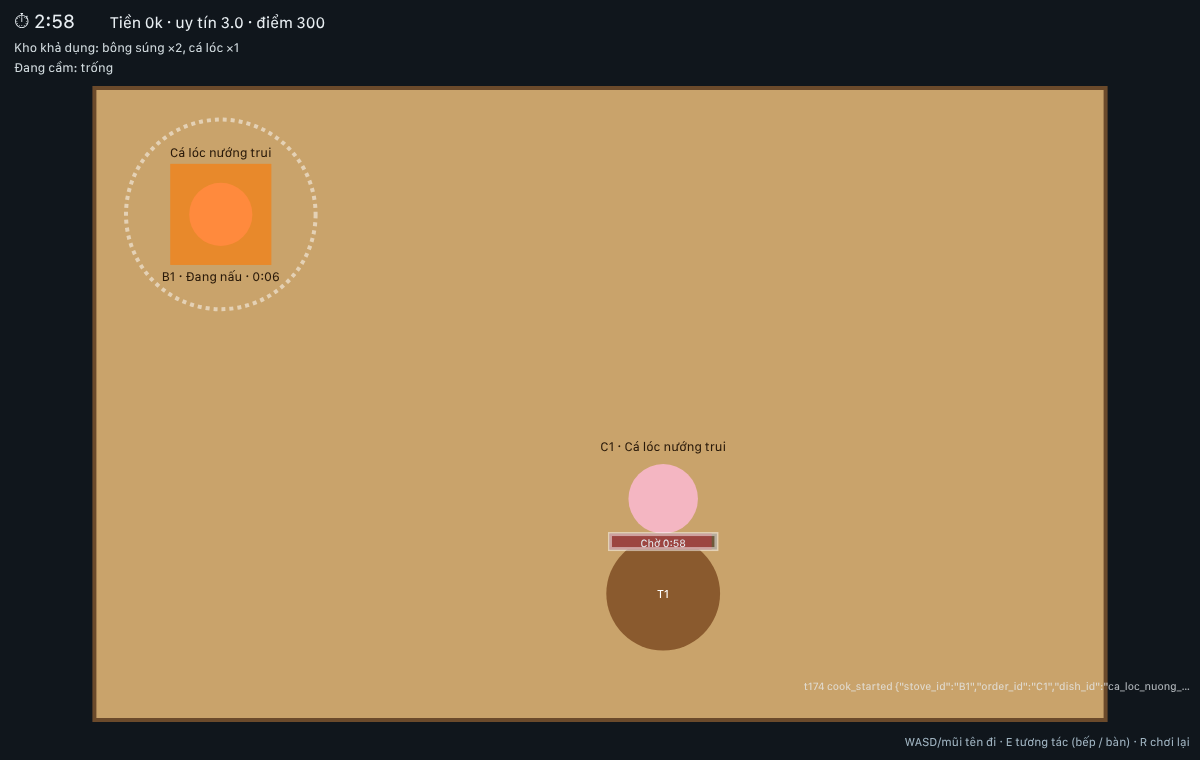 ⏱ 2:58 Tiền 0k · uy tín 3.0 · điểm 300
Kho khả dụng: bông súng ×2, cá lóc ×1
Đang cầm: trống
Cá lóc nướng trui
B1 · Đang nấu · 0:06
C1 · Cá lóc nướng trui
Chờ 0:58
T1
t174 cook_started {"stove_id":"B1","order_id":"C1","dish_id":"ca_loc_nuong_…
WASD/mũi tên đi · E tương tác (bếp / bàn) · R chơi lại